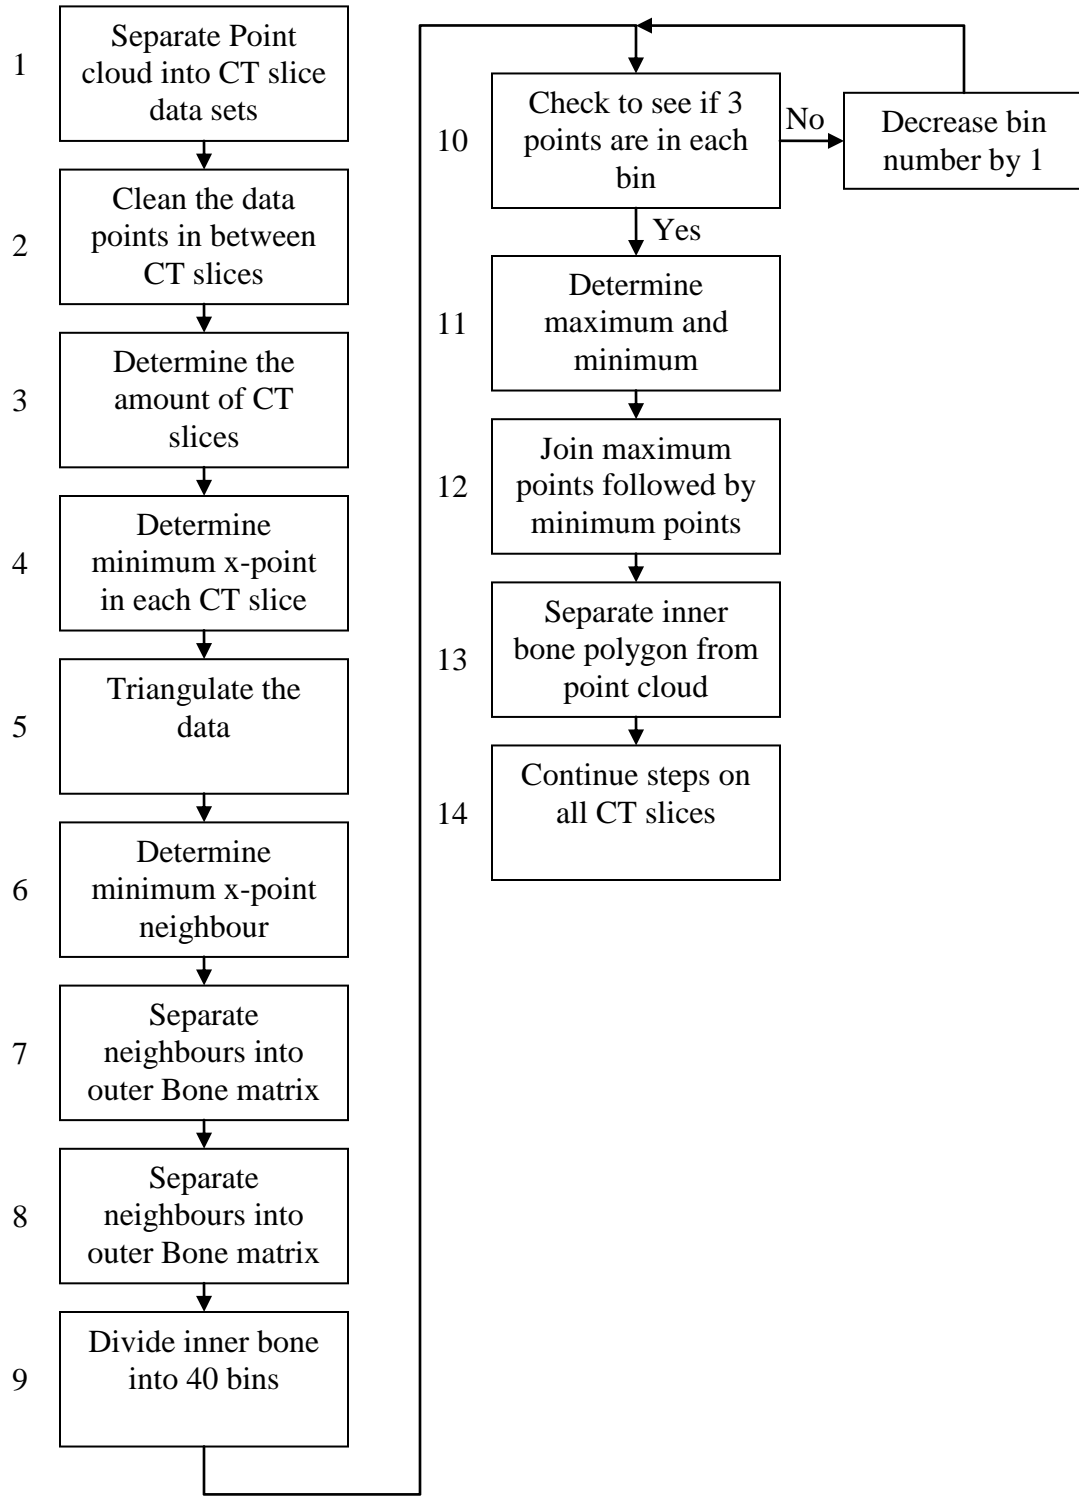 1
Separate Point
cloud into CT slice
data sets
2
Clean the data
points in between
CT slices
3
Determine the
amount of CT
slices
4
Determine
minimum x-point
in each CT slice
5
Triangulate the
data
6
Determine
minimum x-point
neighbour
7
Separate
neighbours into
outer Bone matrix
8
Separate
neighbours into
outer Bone matrix
9
Divide inner bone
into 40 bins
10
Check to see if 3
points are in each
bin
No
Decrease bin
number by 1
Yes
11
Determine
maximum and
minimum
12
Join maximum
points followed by
minimum points
13
Separate inner
bone polygon from
point cloud
14
Continue steps on
all CT slices